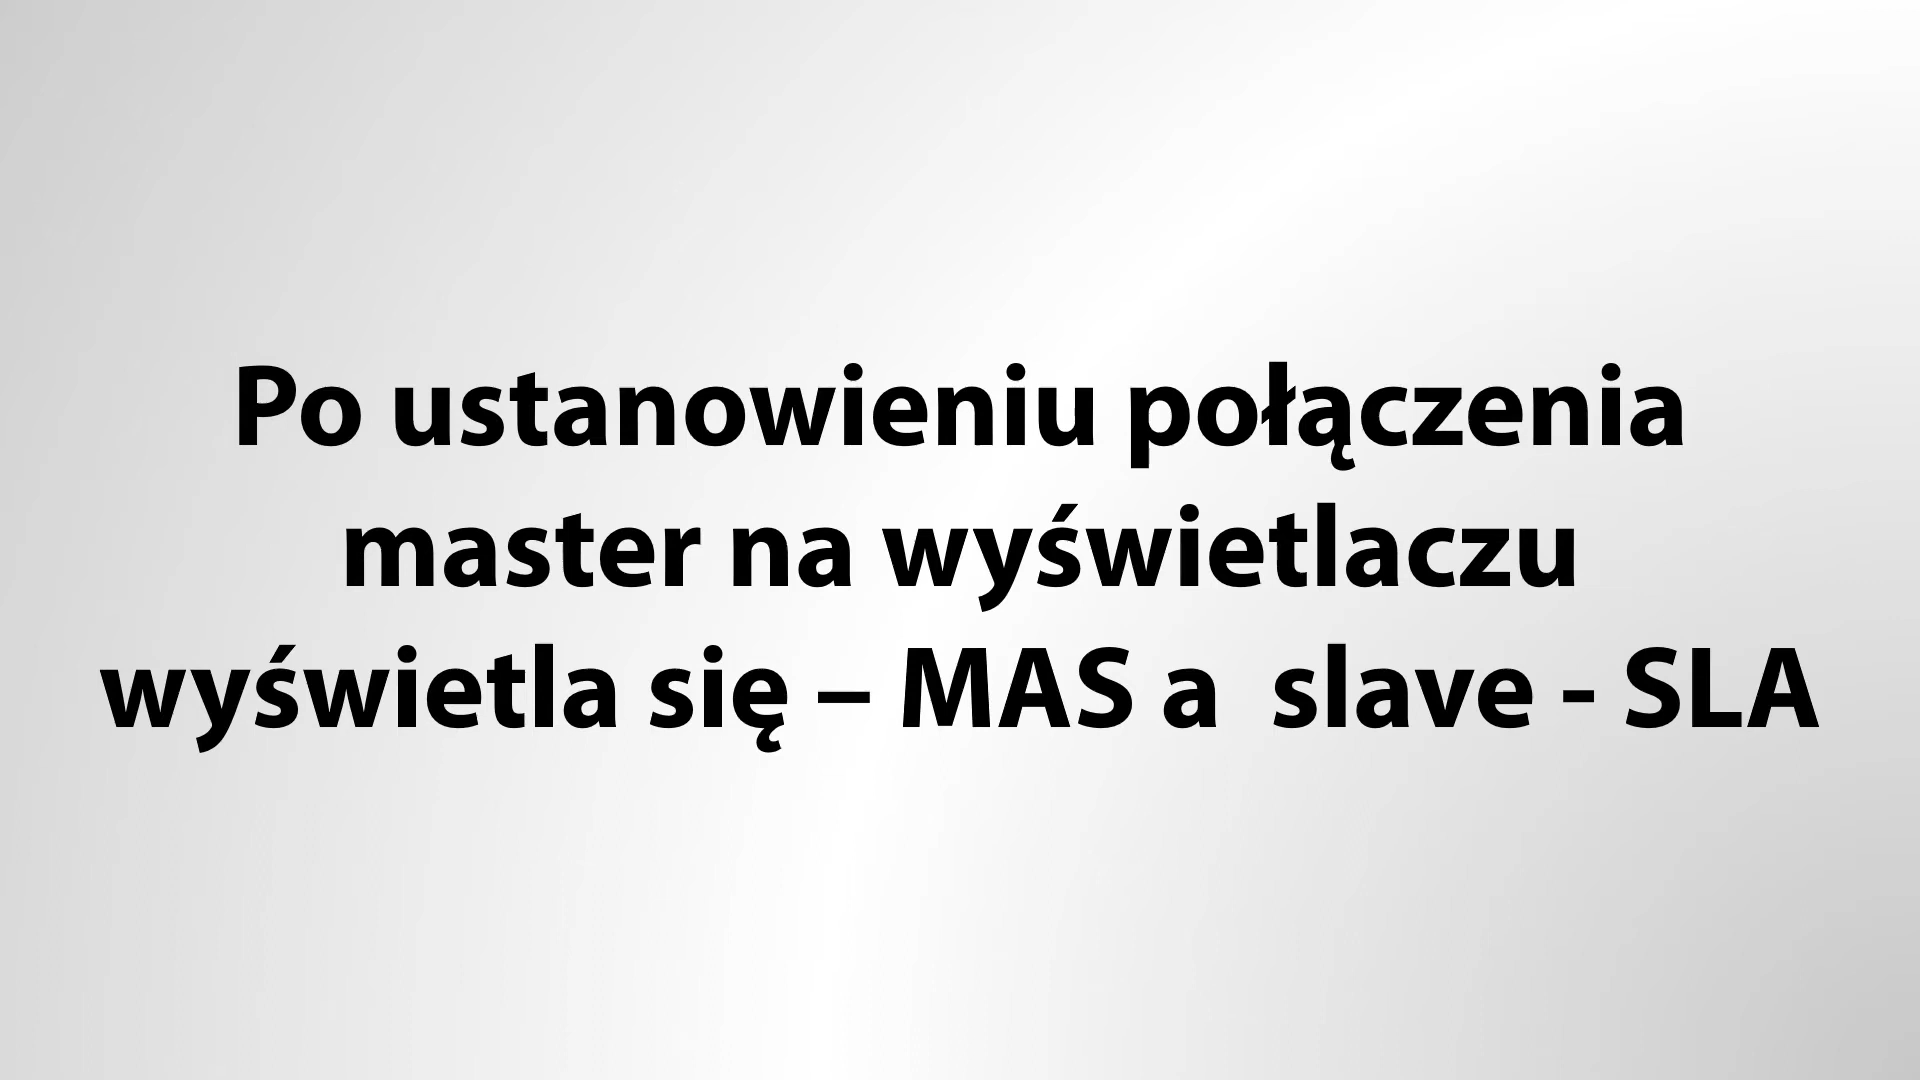 Po ustanowieniu połączenia
master na wyświetlaczu
wyświetla się – MAS a  slave - SLA